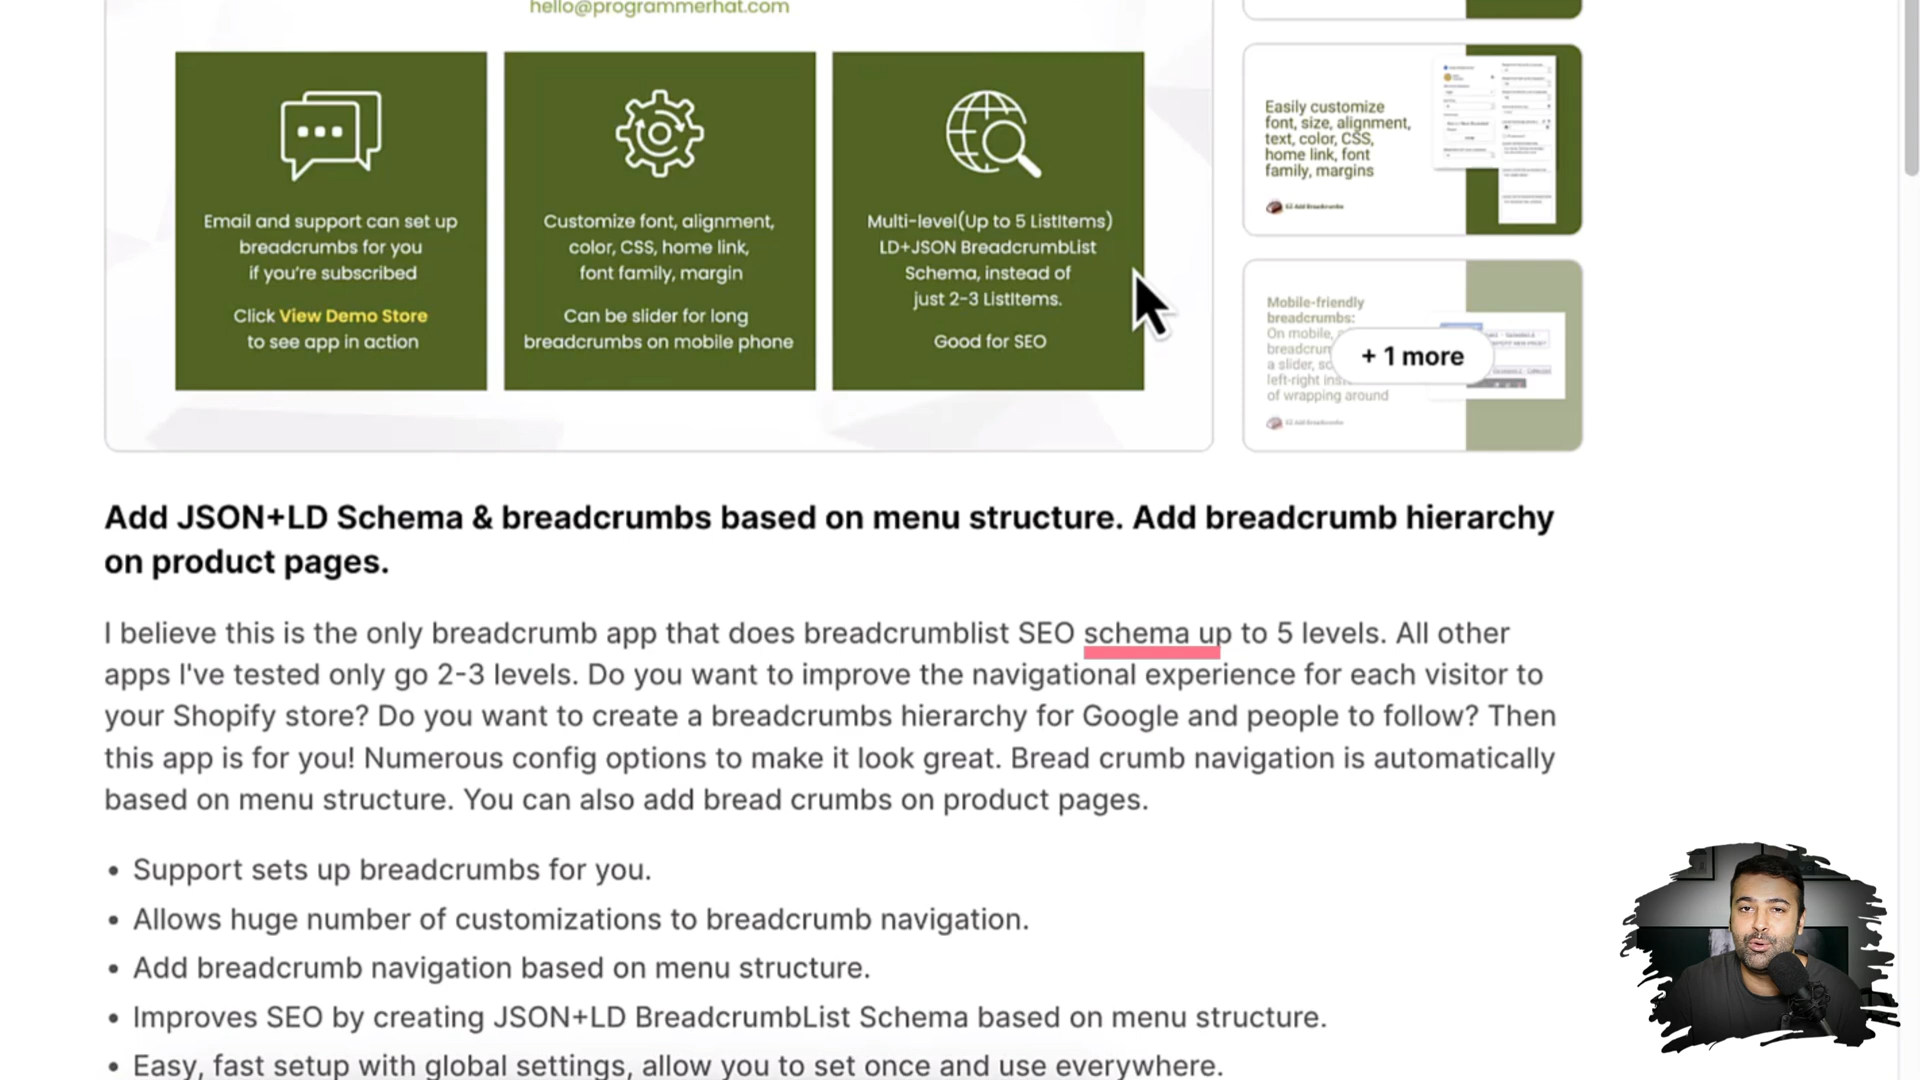 hello@programmerhat.com
Email and support can set up
breadcrumbs for you
if you're subscribed
Click View Demo Store
to see app in action
Customize font, alignment,
color, CSS, home link,
font family, margin
Can be slider for long
breadcrumbs on mobile phone
Multi-level(Up to 5 ListItems)
LD+JSON BreadcrumbList
Schema, instead of
just 2-3 ListItems.
Good for SEO
Easily customize
font, size, alignment,
text, color, CSS,
home link, font
family, margins
Add Breadcrumbs
Mobile-friendly
breadcrumbs:
On mobile,
a slider,
left-right
of wrapping around
+ 1 more
Add Breadcrumbs
Add JSON+LD Schema & breadcrumbs based on menu structure. Add breadcrumb hierarchy
on product pages.
I believe this is the only breadcrumb app that does breadcrumblist SEO schema up to 5 levels. All other
apps I've tested only go 2-3 levels. Do you want to improve the navigational experience for each visitor to
your Shopify store? Do you want to create a breadcrumbs hierarchy for Google and people to follow? Then
this app is for you! Numerous config options to make it look great. Bread crumb navigation is automatically
based on menu structure. You can also add bread crumbs on product pages.
• Support sets up breadcrumbs for you.
• Allows huge number of customizations to breadcrumb navigation.
• Add breadcrumb navigation based on menu structure.
• Improves SEO by creating JSON+LD BreadcrumbList Schema based on menu structure.
• Easy, fast setup with global settings, allow you to set once and use everywhere.